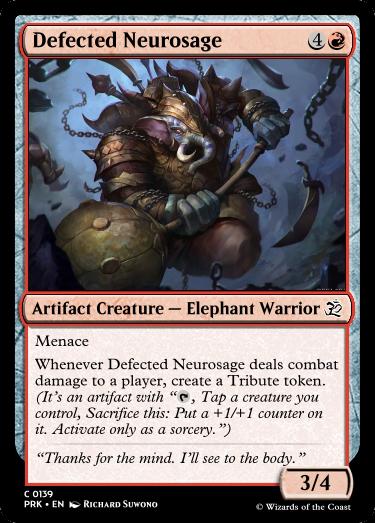 Defected Neurosage 4
Artifact Creature — Elephant Warrior
Menace
Whenever Defected Neurosage deals combat
damage to a player, create a Tribute token.
(It's an artifact with “, Tap a creature you
control, Sacrifice this: Put a +1/+1 counter on
it. Activate only as a sorcery.”)
“Thanks for the mind. I'll see to the body.”
3/4
C 0139
PRK • EN Richard Suwono
© Wizards of the Coast